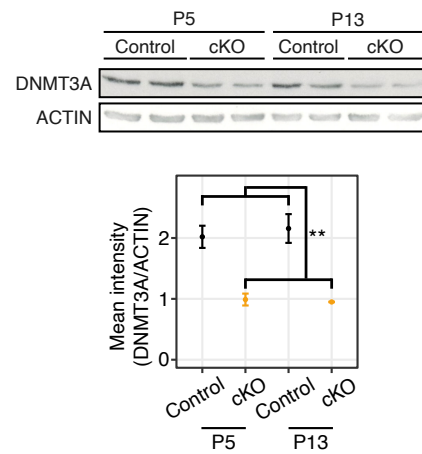 P5 P13
Control cKO Control cKO
DNMT3A
ACTIN
Mean intensity
(DNMT3A/ACTIN)
2
1
0
**
Control cKO Control cKO
P5 P13